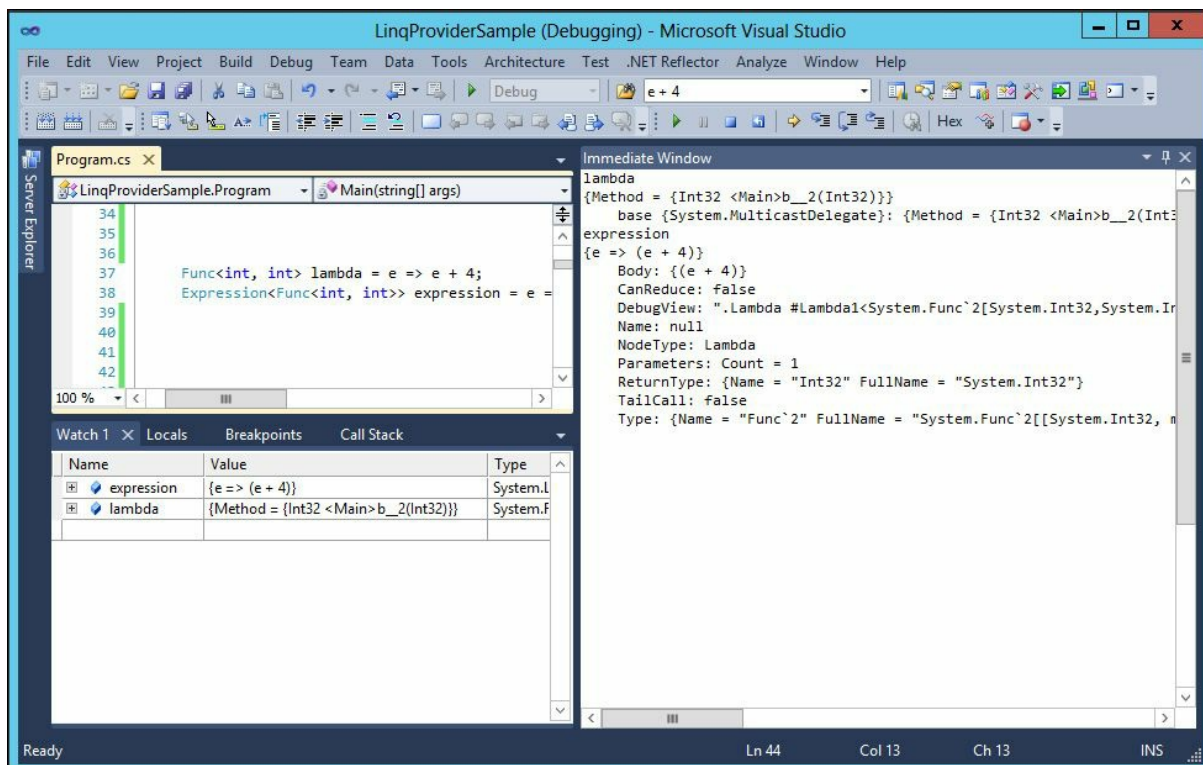 LinqProviderSample (Debugging) - Microsoft Visual Studio
File Edit View Project Build Debug Team Data Tools Architecture Test .NET Reflector Analyze Window Help
Debug e + 4
Hex
Server Explorer
Program.cs
LinqProviderSample.Program Main(string[] args)
34
35
36
37 Func<int, int> lambda = e => e + 4;
38 Expression<Func<int, int>> expression = e =
39
40
41
42
100 %
Watch 1 Locals Breakpoints Call Stack
Name Value Type
expression {e => (e + 4)} System.L
lambda {Method = {Int32 <Main>b__2(Int32)}} System.F
Immediate Window
lambda
{Method = {Int32 <Main>b__2(Int32)}}
base {System.MulticastDelegate}: {Method = {Int32 <Main>b__2(Int3
expression
{e => (e + 4)}
Body: {(e + 4)}
CanReduce: false
DebugView: ".Lambda #Lambda1<System.Func`2[System.Int32,System.In
Name: null
NodeType: Lambda
Parameters: Count = 1
ReturnType: {Name = "Int32" FullName = "System.Int32"}
TailCall: false
Type: {Name = "Func`2" FullName = "System.Func`2[[System.Int32, m
Ready Ln 44 Col 13 Ch 13 INS